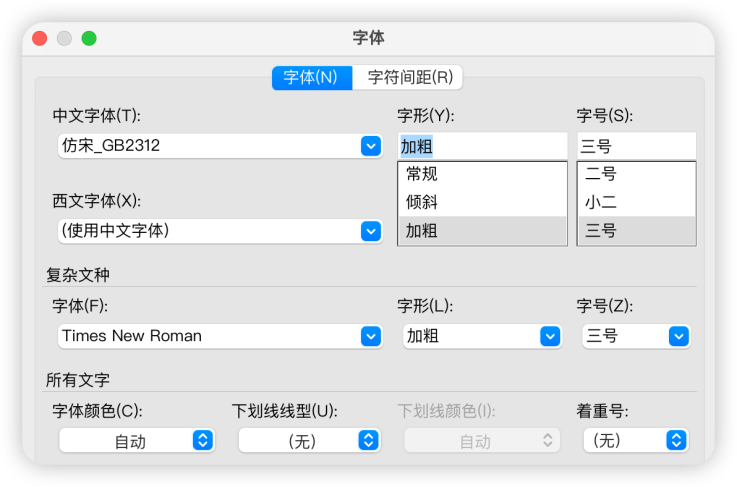 字体
字体(N) 字符间距(R)
中文字体(T): 字形(Y): 字号(S):
仿宋_GB2312 加粗 三号
常规 二号
西文字体(X): 倾斜 小二
(使用中文字体) 加粗 三号
复杂文种
字体(F): 字形(L): 字号(Z):
Times New Roman 加粗 三号
所有文字
字体颜色(C): 下划线线型(U): 下划线颜色(I): 着重号:
自动 (无) 自动 (无)